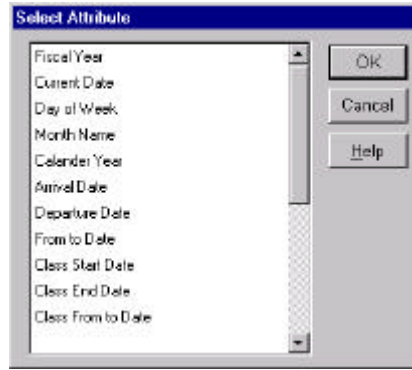 Select Attribute
Fiscal Year
Current Date
Day of Week
Month Name
Calander Year
Arrival Date
Departure Date
From to Date
Class Start Date
Class End Date
Class From to Date
OK
Cancel
Help